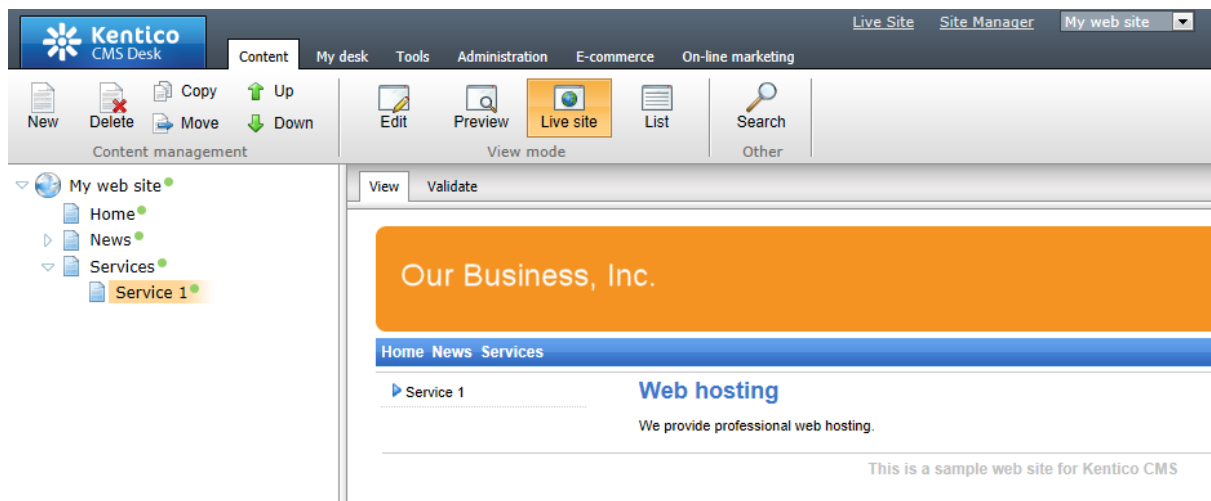 Live Site Site Manager My web site
Kentico
CMS Desk
Content My desk Tools Administration E-commerce On-line marketing
New Delete Copy Move Up Down
Edit Preview Live site List Search
Content management View mode Other
My web site
Home
News
Services
Service 1
View Validate
Our Business, Inc.
Home News Services
Service 1
Web hosting
We provide professional web hosting.
This is a sample web site for Kentico CMS